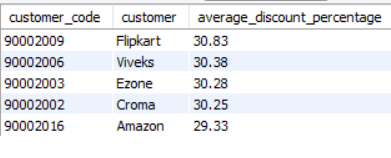 customer_code customer average_discount_percentage
90002009 Flipkart 30.83
90002006 Viveks 30.38
90002003 Ezone 30.28
90002002 Croma 30.25
90002016 Amazon 29.33